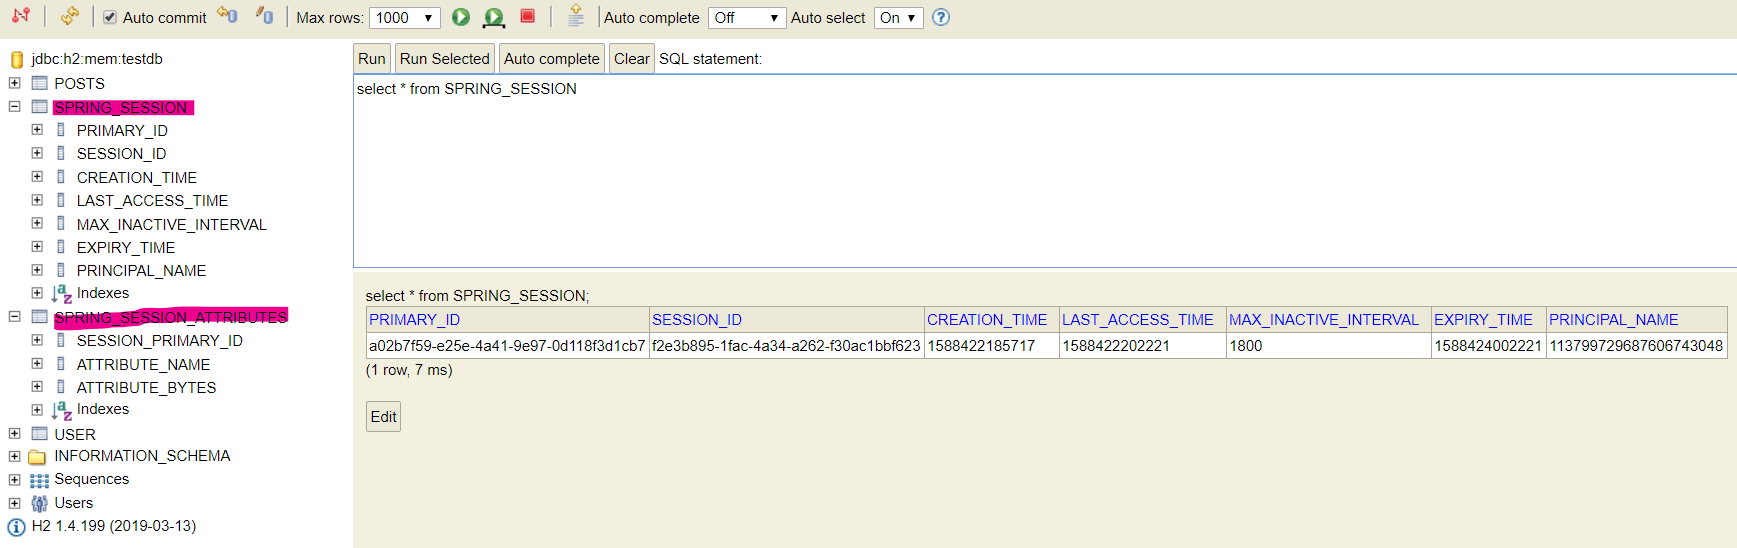 Auto commit Max rows: 1000 Auto complete Off Auto select On
jdbc:h2:mem:testdb
POSTS
SPRING_SESSION
PRIMARY_ID
SESSION_ID
CREATION_TIME
LAST_ACCESS_TIME
MAX_INACTIVE_INTERVAL
EXPIRY_TIME
PRINCIPAL_NAME
Indexes
SPRING_SESSION_ATTRIBUTES
SESSION_PRIMARY_ID
ATTRIBUTE_NAME
ATTRIBUTE_BYTES
Indexes
USER
INFORMATION_SCHEMA
Sequences
Users
H2 1.4.199 (2019-03-13)
Run Run Selected Auto complete Clear SQL statement:
select * from SPRING_SESSION
select * from SPRING_SESSION;
PRIMARY_ID SESSION_ID CREATION_TIME LAST_ACCESS_TIME MAX_INACTIVE_INTERVAL EXPIRY_TIME PRINCIPAL_NAME
a02b7f59-e25e-4a41-9e97-0d118f3d1cb7 f2e3b895-1fac-4a34-a262-f30ac1bbf623 1588422185717 1588422202221 1800 1588424002221 113799729687606743048
(1 row, 7 ms)
Edit